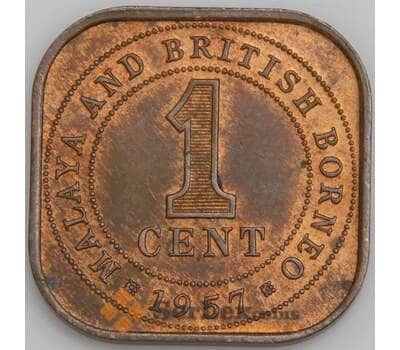 MALAYA AND BRITISH BORNEO
1
CENT
1957